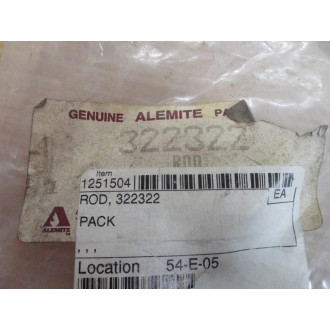 GENUINE ALEMITE PA
322322
ROD
Item
1251504
ROD, 322322
EA
PACK
, , ,
Location 54-E-05
ALEMITE